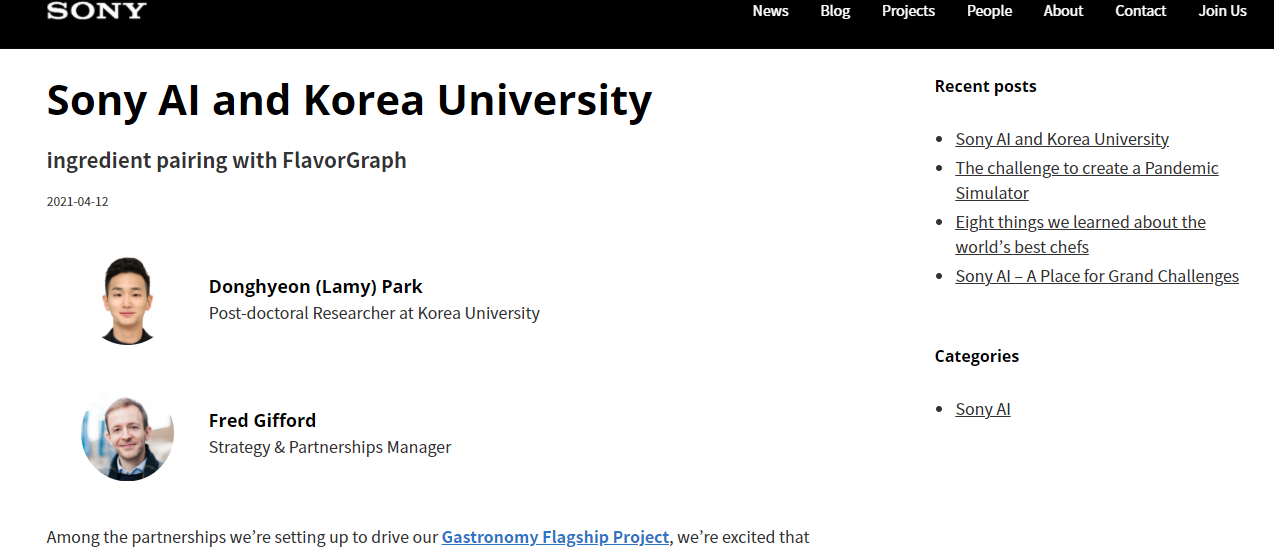 SONY
News Blog Projects People About Contact Join Us
Sony AI and Korea University
ingredient pairing with FlavorGraph
2021-04-12
Donghyeon (Lamy) Park
Post-doctoral Researcher at Korea University
Fred Gifford
Strategy & Partnerships Manager
Among the partnerships we’re setting up to drive our Gastronomy Flagship Project, we’re excited that
Recent posts
Sony AI and Korea University
The challenge to create a Pandemic
Simulator
Eight things we learned about the
world’s best chefs
Sony AI – A Place for Grand Challenges
Categories
Sony AI